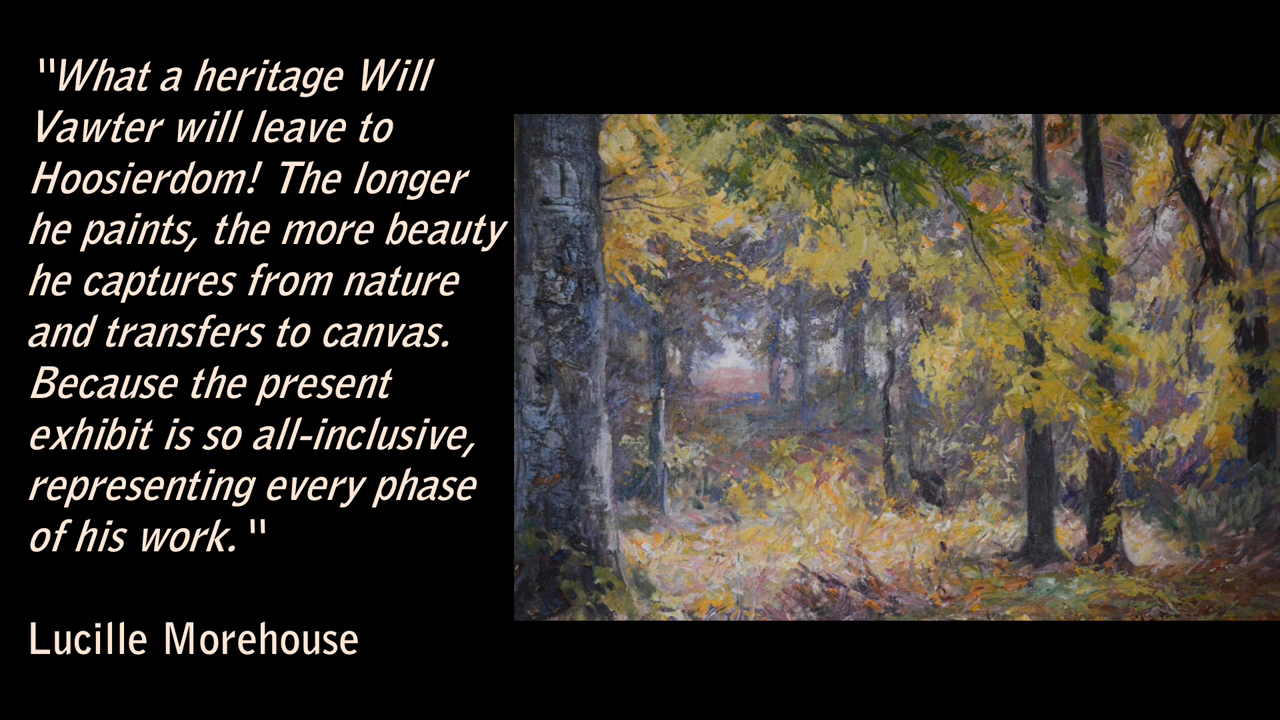 "What a heritage Will
Vawter will leave to
Hoosierdom! The longer
he paints, the more beauty
he captures from nature
and transfers to canvas.
Because the present
exhibit is so all-inclusive,
representing every phase
of his work."
Lucille Morehouse